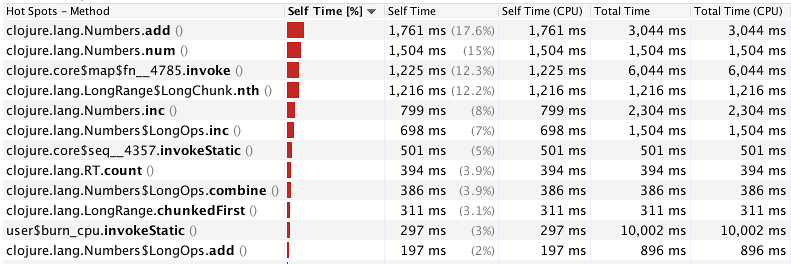 Hot Spots – Method Self Time [%] Self Time Self Time (CPU) Total Time Total Time (CPU)
clojure.lang.Numbers.add () 1,761 ms (17.6%) 1,761 ms 3,044 ms 3,044 ms
clojure.lang.Numbers.num () 1,504 ms (15%) 1,504 ms 1,504 ms 1,504 ms
clojure.core$map$fn__4785.invoke () 1,225 ms (12.3%) 1,225 ms 6,044 ms 6,044 ms
clojure.lang.LongRange$LongChunk.nth () 1,216 ms (12.2%) 1,216 ms 1,216 ms 1,216 ms
clojure.lang.Numbers.inc () 799 ms (8%) 799 ms 2,304 ms 2,304 ms
clojure.lang.Numbers$LongOps.inc () 698 ms (7%) 698 ms 1,504 ms 1,504 ms
clojure.core$seq__4357.invokeStatic () 501 ms (5%) 501 ms 501 ms 501 ms
clojure.lang.RT.count () 394 ms (3.9%) 394 ms 394 ms 394 ms
clojure.lang.Numbers$LongOps.combine () 386 ms (3.9%) 386 ms 386 ms 386 ms
clojure.lang.LongRange.chunkedFirst () 311 ms (3.1%) 311 ms 311 ms 311 ms
user$burn_cpu.invokeStatic () 297 ms (3%) 297 ms 10,002 ms 10,002 ms
clojure.lang.Numbers$LongOps.add () 197 ms (2%) 197 ms 896 ms 896 ms